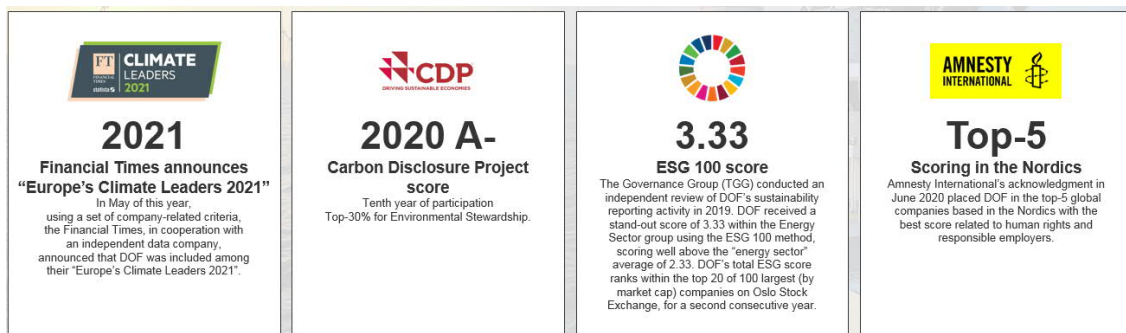 FT
FINANCIAL
TIMES
statista
CLIMATE
LEADERS
2021
2021
Financial Times announces
“Europe’s Climate Leaders 2021”
In May of this year,
using a set of company-related criteria,
the Financial Times, in cooperation with
an independent data company,
announced that DOF was included among
their “Europe’s Climate Leaders 2021”.
CDP
DRIVING SUSTAINABLE ECONOMIES
2020 A-
Carbon Disclosure Project
score
Tenth year of participation
Top-30% for Environmental Stewardship.
3.33
ESG 100 score
The Governance Group (TGG) conducted an
independent review of DOF’s sustainability
reporting activity in 2019. DOF received a
stand-out score of 3.33 within the Energy
Sector group using the ESG 100 method,
scoring well above the “energy sector”
average of 2.33. DOF’s total ESG score
ranks within the top 20 of 100 largest (by
market cap) companies on Oslo Stock
Exchange, for a second consecutive year.
AMNESTY
INTERNATIONAL
Top-5
Scoring in the Nordics
Amnesty International’s acknowledgment in
June 2020 placed DOF in the top-5 global
companies based in the Nordics with the
best score related to human rights and
responsible employers.